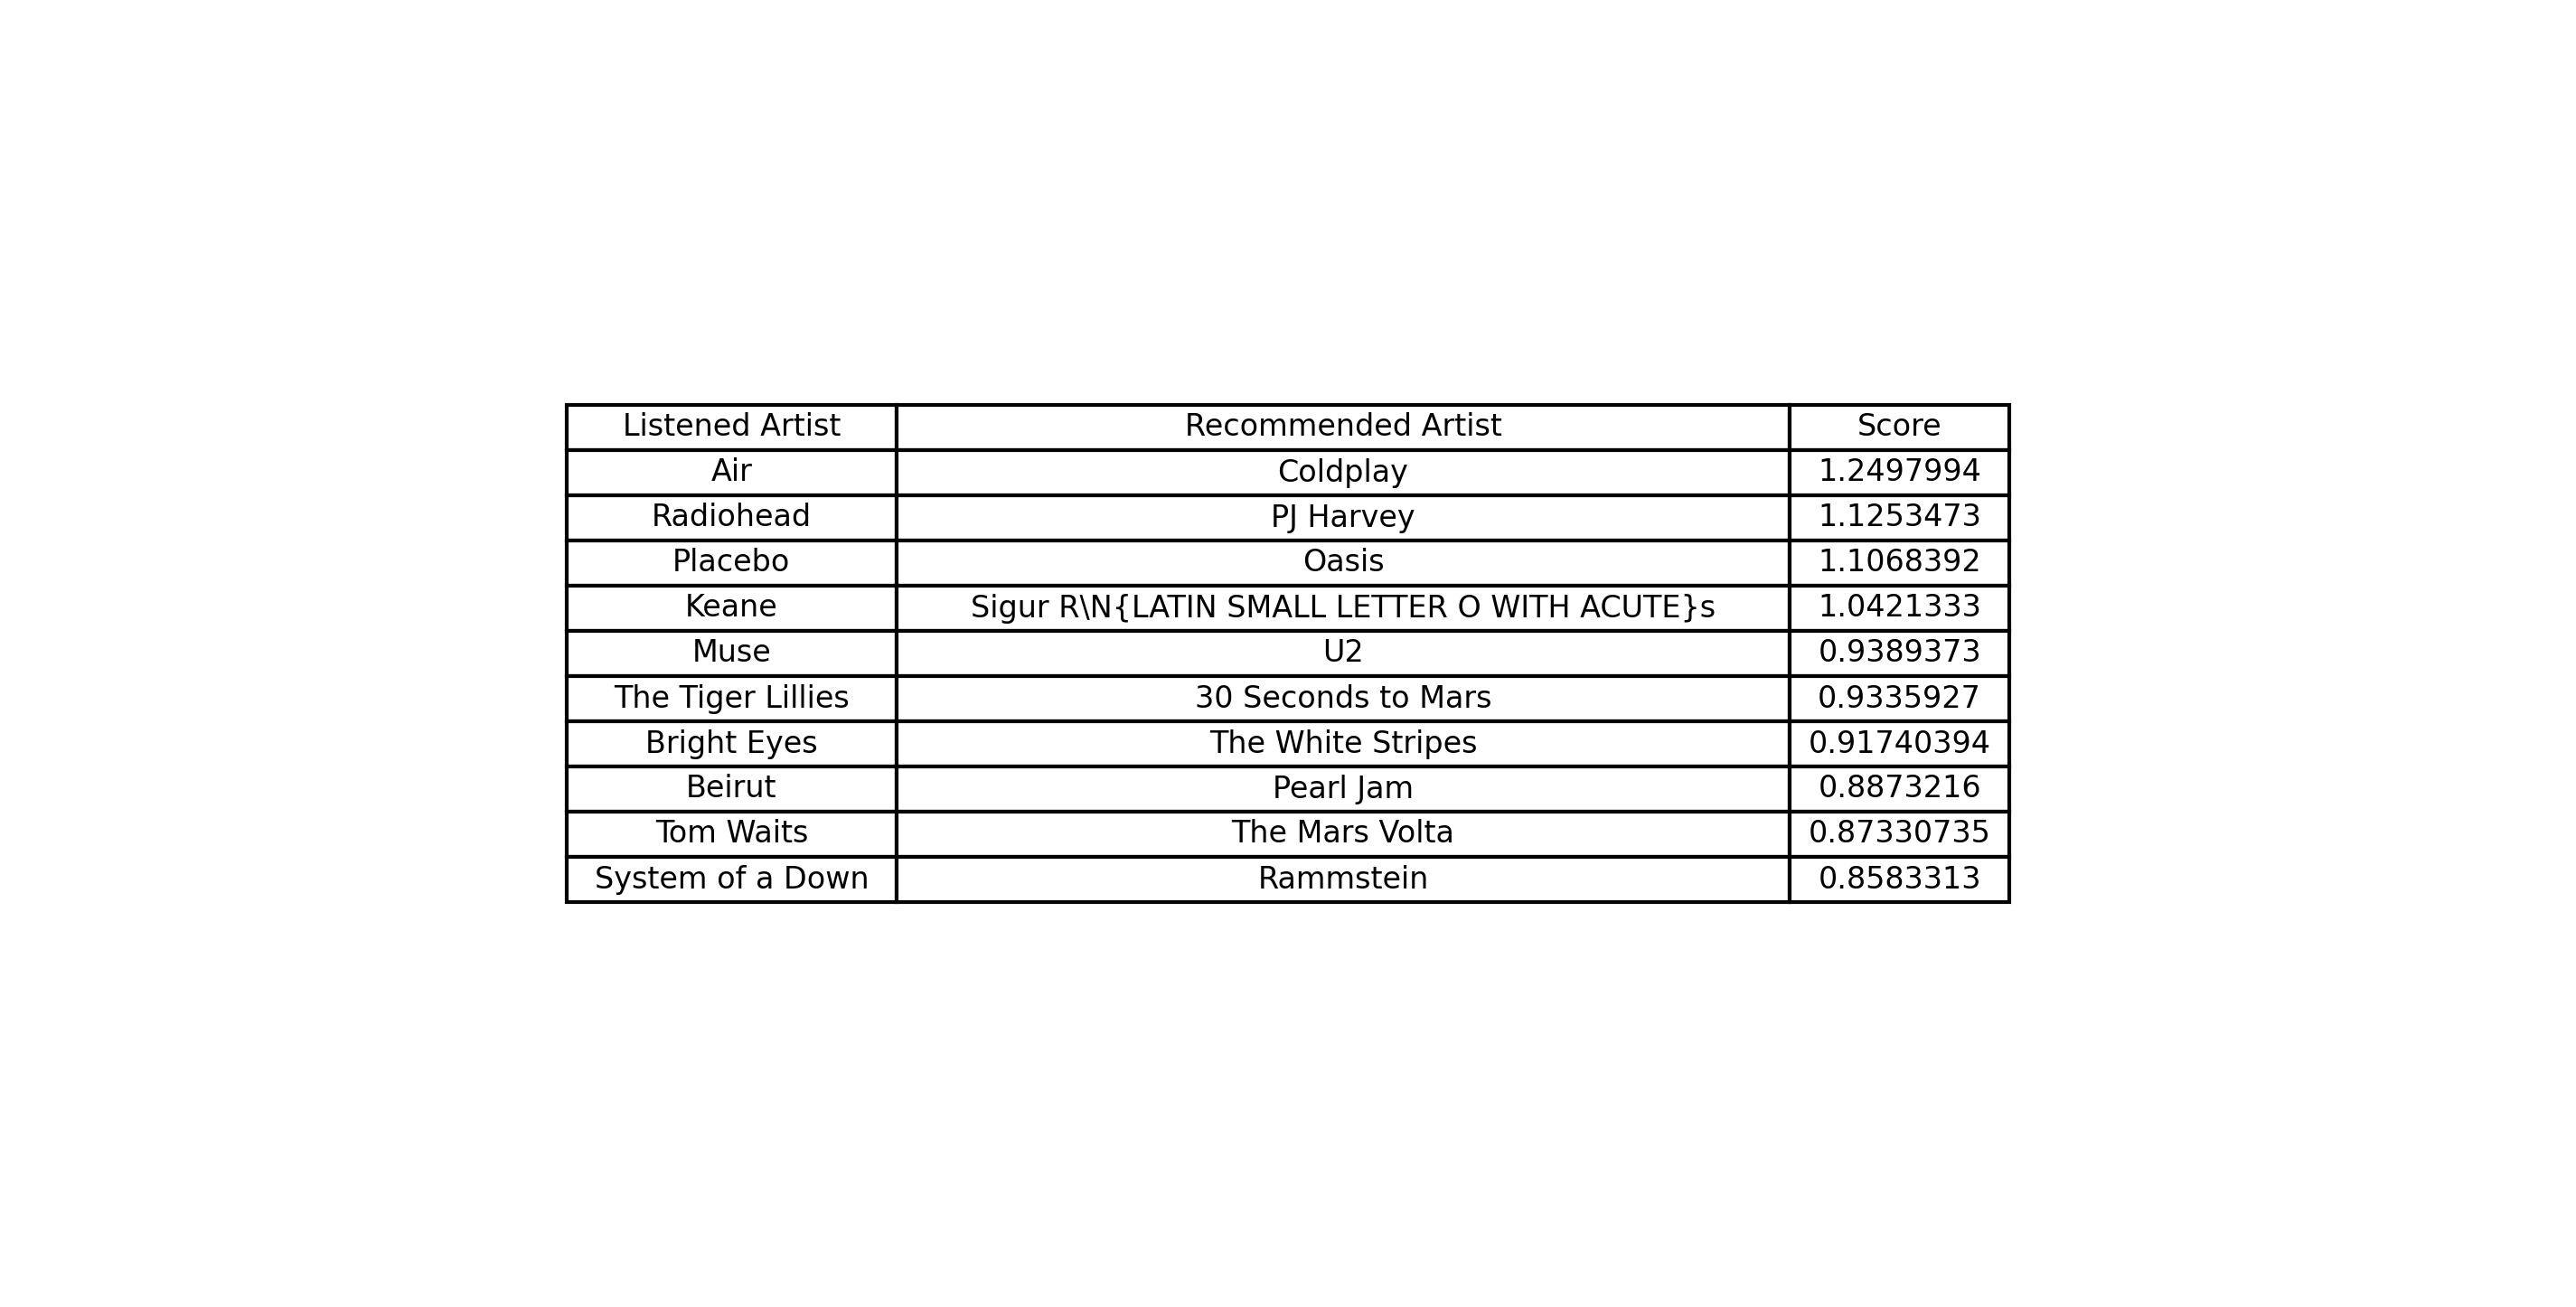 Listened Artist Recommended Artist Score
Air Coldplay 1.2497994
Radiohead PJ Harvey 1.1253473
Placebo Oasis 1.1068392
Keane Sigur R\N{LATIN SMALL LETTER O WITH ACUTE}s 1.0421333
Muse U2 0.9389373
The Tiger Lillies 30 Seconds to Mars 0.9335927
Bright Eyes The White Stripes 0.91740394
Beirut Pearl Jam 0.8873216
Tom Waits The Mars Volta 0.87330735
System of a Down Rammstein 0.8583313